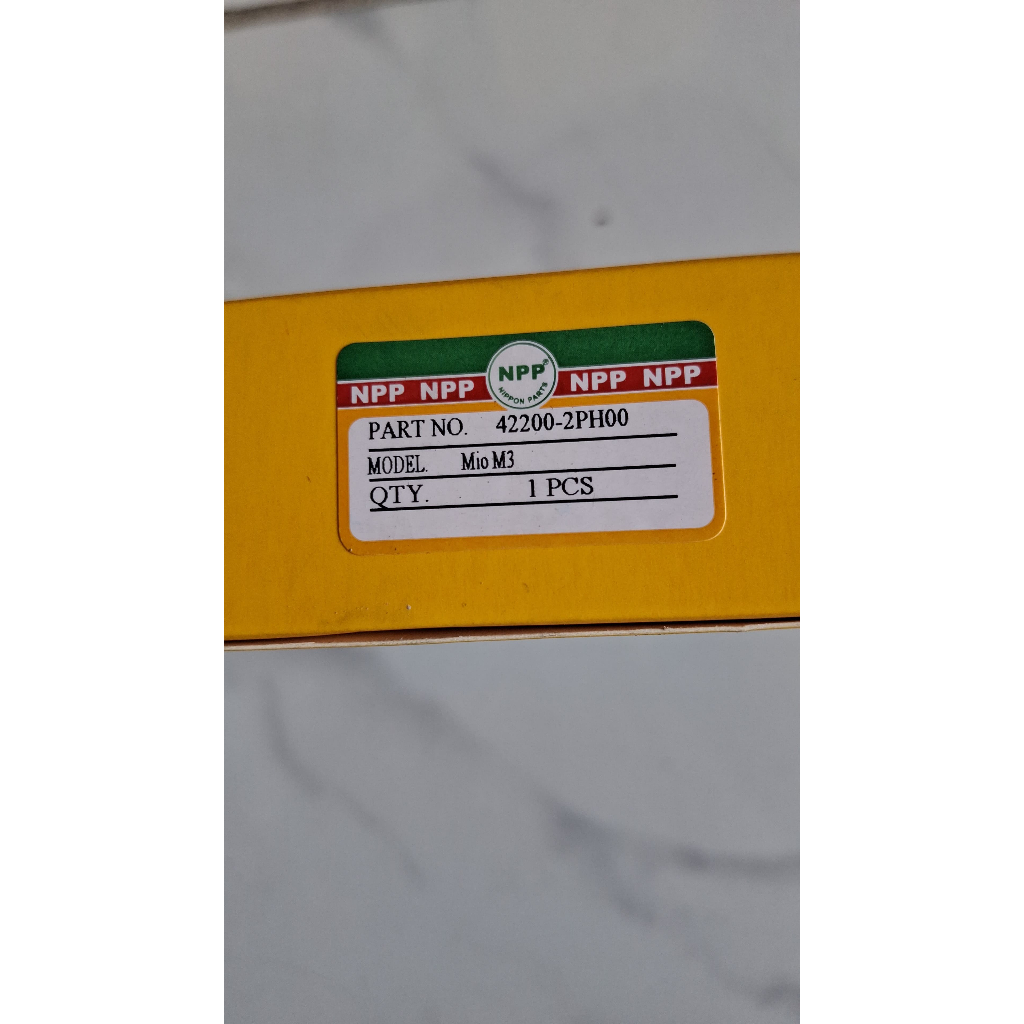 NPP NPP NPP® NPP NPP
NIPPON PARTS
PART NO. 42200-2PH00
MODEL. Mio M3
QTY. 1 PCS